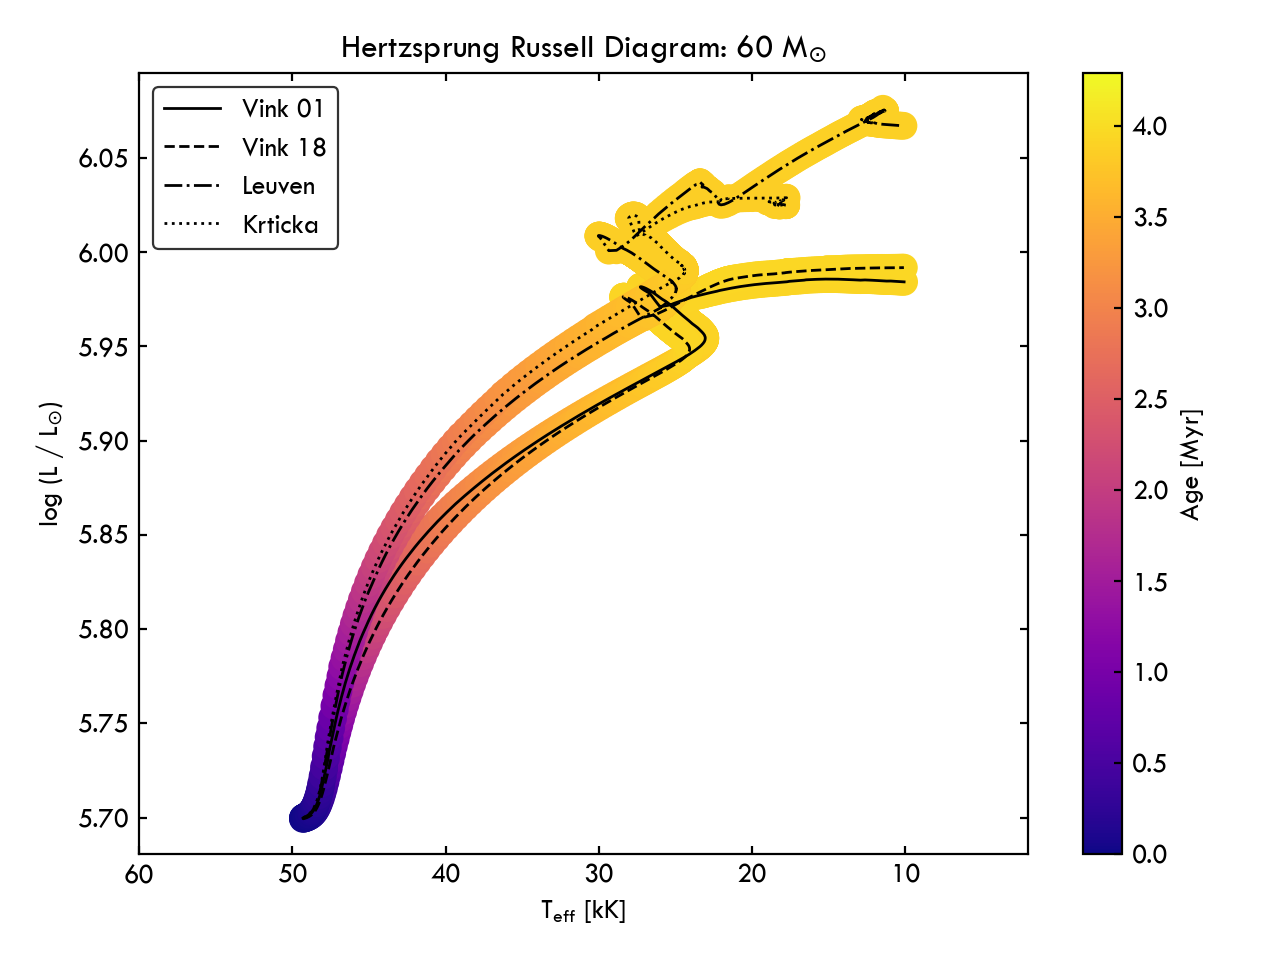 Hertzsprung Russell Diagram: 60 M☉
Vink 01
Vink 18
Leuven
Krticka
6.05
6.00
5.95
5.90
5.85
5.80
5.75
5.70
log (L / L☉)
60 50 40 30 20 10
Teff [kK]
4.0
3.5
3.0
2.5
2.0
1.5
1.0
0.5
0.0
Age [Myr]